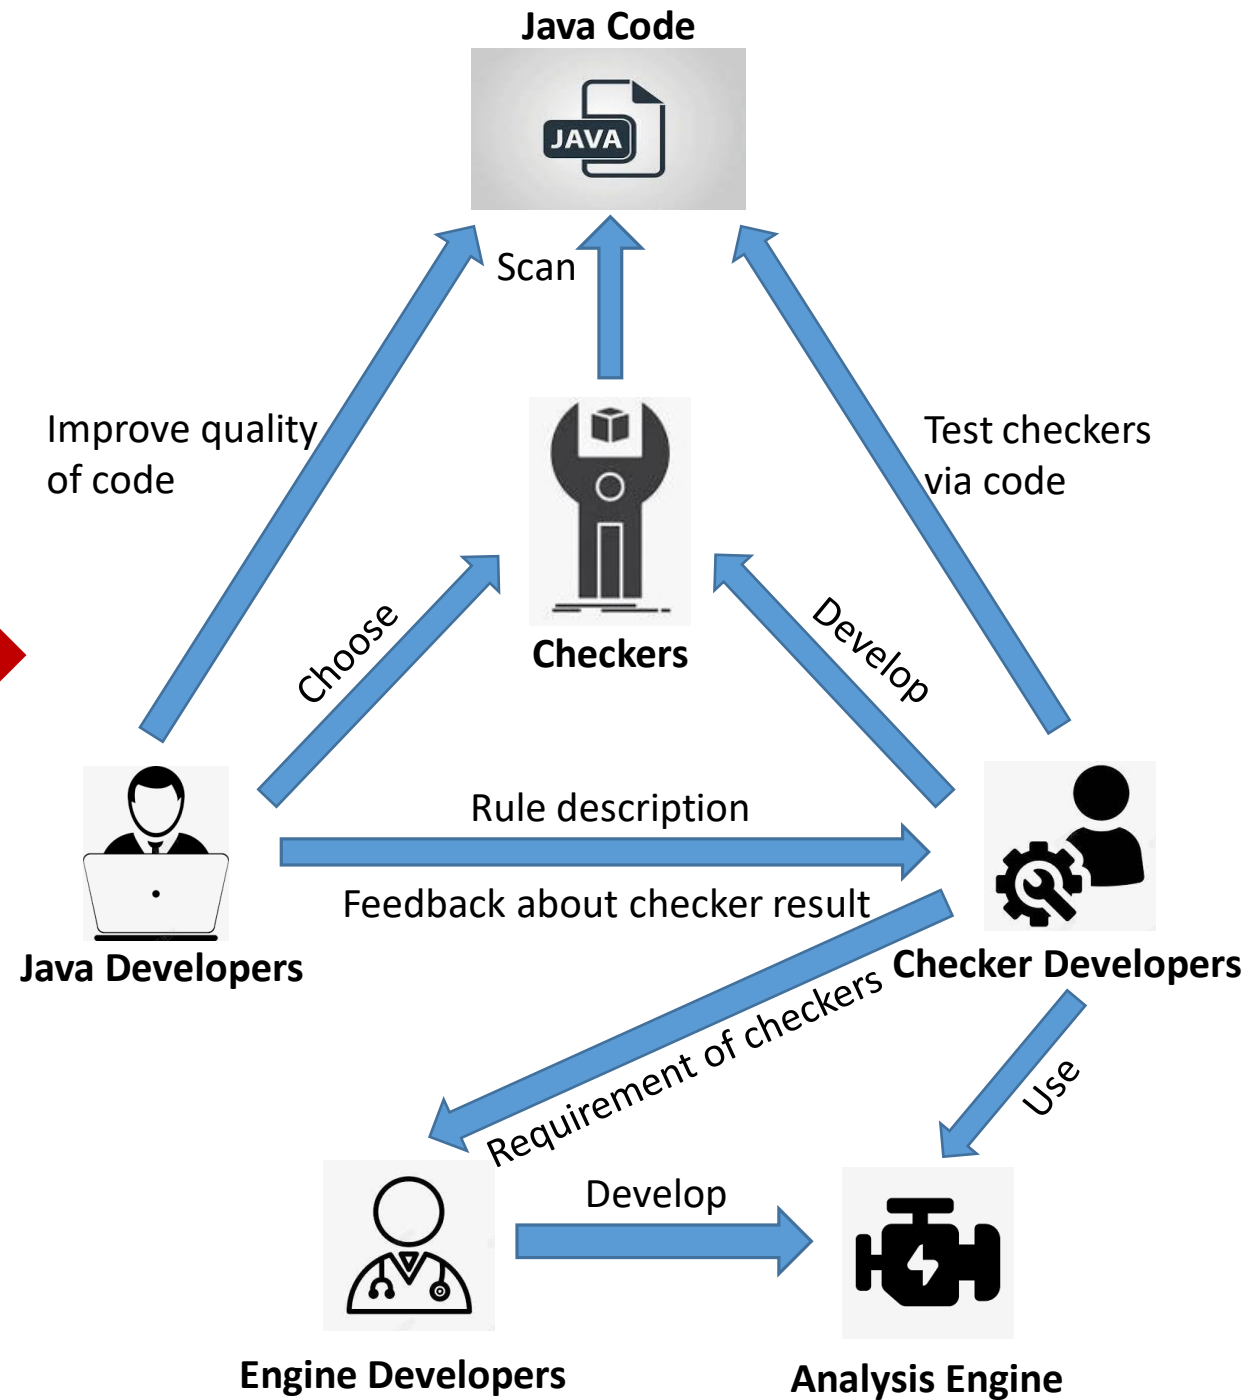 Java Code
JAVA
Scan
Improve quality
of code
Test checkers
via code
Choose
Develop
Checkers
Rule description
Feedback about checker result
Java Developers
Checker Developers
Requirement of checkers
Use
Develop
Engine Developers
Analysis Engine